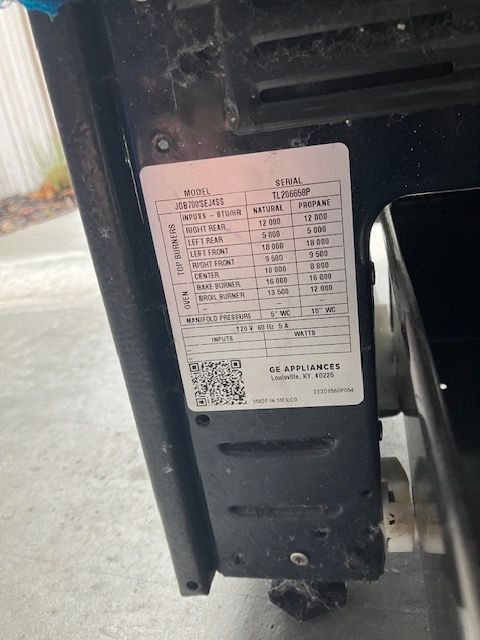 MODEL SERIAL
JGB700SEJ4SS TL206658P
INPUTS - BTU/HR NATURAL PROPANE
TOP BURNERS
RIGHT REAR 12 000 12 000
LEFT REAR 5 000 5 000
LEFT FRONT 18 000 18 000
RIGHT FRONT 9 500 9 500
CENTER 10 000 8 000
OVEN
BAKE BURNER 16 000 16 000
BROIL BURNER 13 500 12 000
– – –
MANIFOLD PRESSURE 5" WC 10" WC
120 V 60 Hz 5 A
INPUTS WATTS
–
–
GE APPLIANCES
Louisville, KY, 40225
MADE IN MEXICO